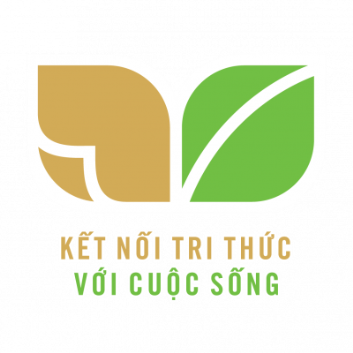 KẾT NỐI TRI THỨC
VỚI CUỘC SỐNG